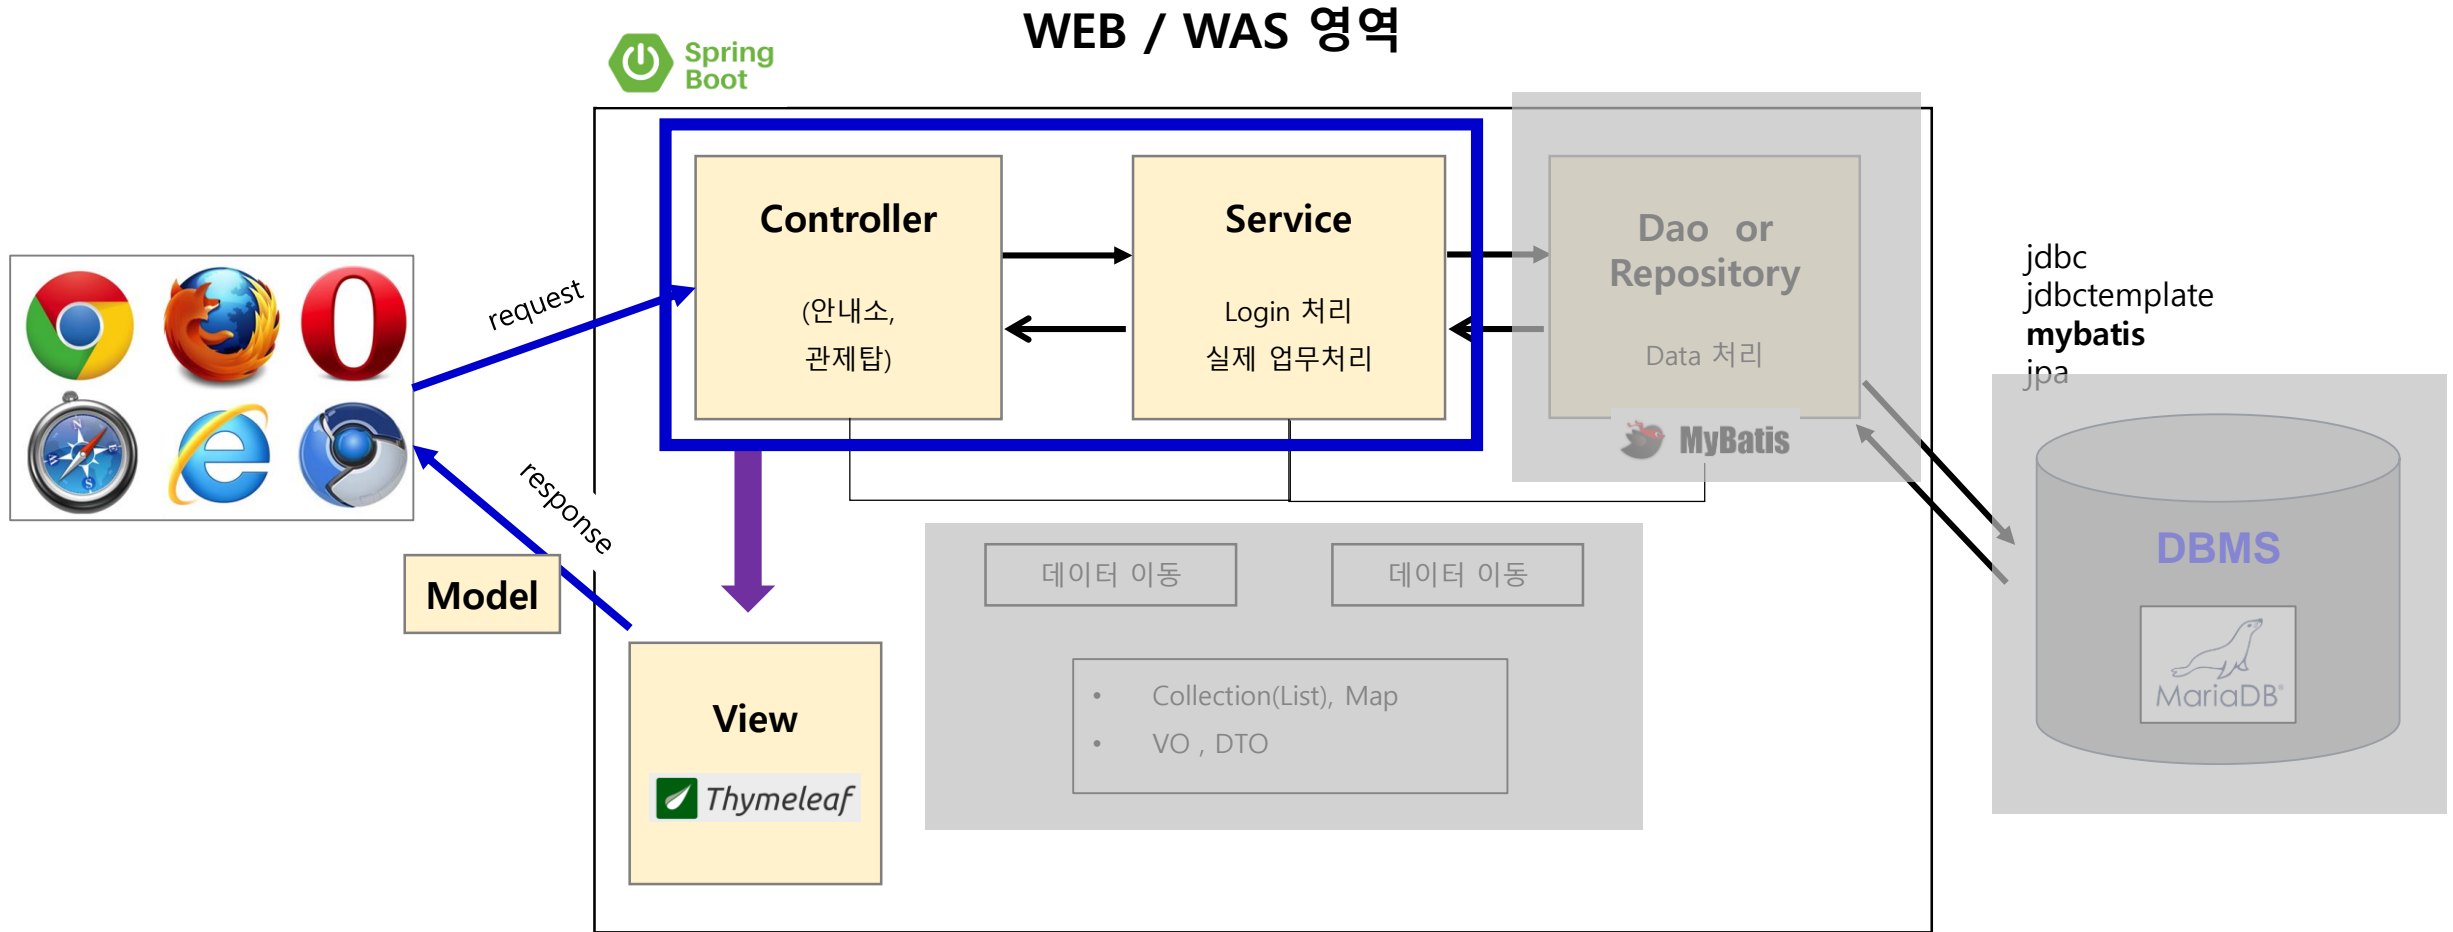 WEB / WAS 영역
Spring
Boot
Controller
(안내소,
관제탑)
Service
Login 처리
실제 업무처리
Dao or
Repository
Data 처리
MyBatis
jdbc
jdbctemplate
mybatis
jpa
request
response
Model
View
Thymeleaf
데이터 이동
데이터 이동
• Collection(List), Map
• VO , DTO
DBMS
MariaDB
N
E
S
W